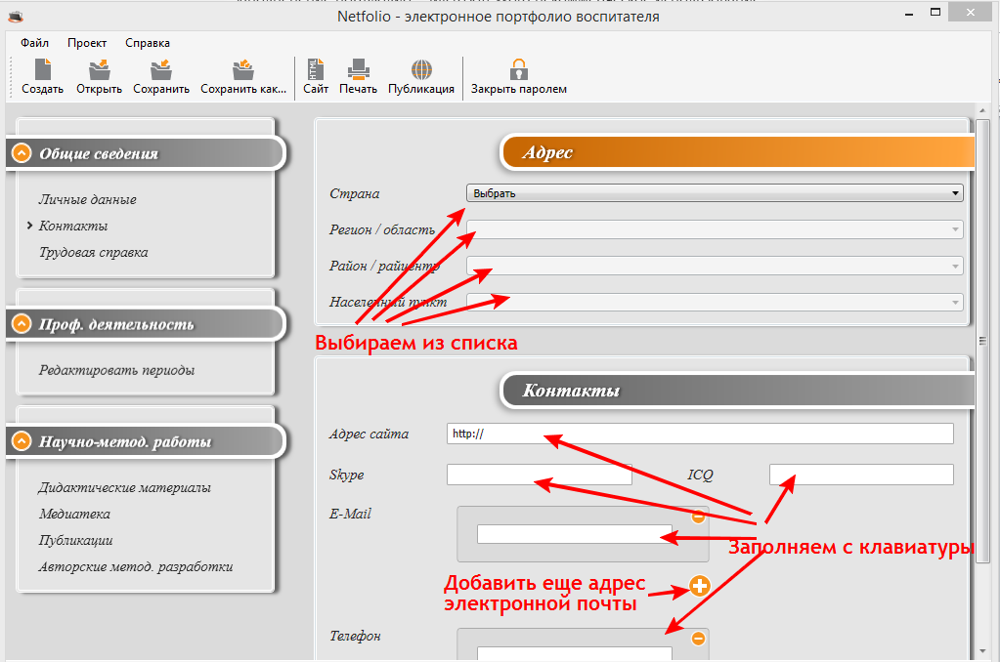 Netfolio - электронное портфолио воспитателя
Файл Проект Справка
Создать Открыть Сохранить Сохранить как... Сайт Печать Публикация Закрыть паролем
HTML
Общие сведения
Личные данные
Контакты
Трудовая справка
Проф. деятельность
Редактировать периоды
Научно-метод. работы
Дидактические материалы
Медиатека
Публикации
Авторские метод. разработки
Адрес
Страна Выбрать
Регион / область
Район / райцентр
Населенный пункт
Выбираем из списка
Контакты
Адрес сайта http://
Skype ICQ
E-Mail
Заполняем с клавиатуры
Добавить еще адрес
электронной почты
Телефон